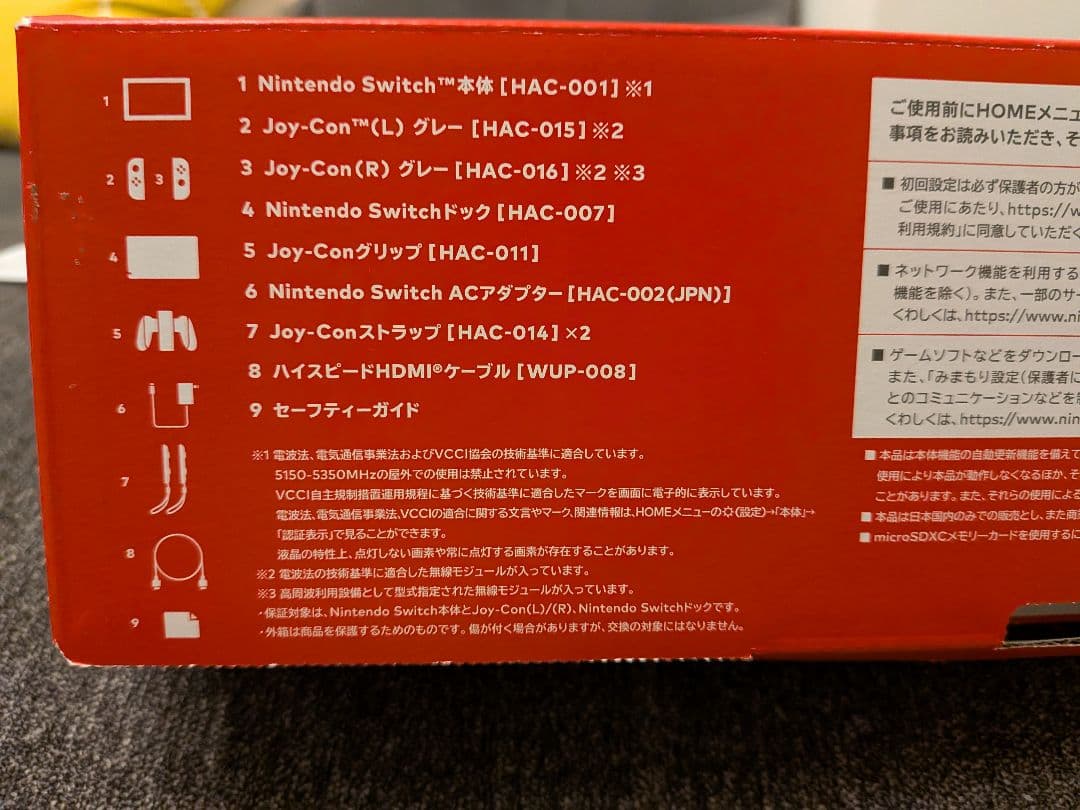 1 Nintendo Switch™本体[HAC-001]※1
2 Joy-Con™(L) グレー[HAC-015]※2
3 Joy-Con(R) グレー[HAC-016]※2 ※3
4 Nintendo Switchドック[HAC-007]
5 Joy-Conグリップ[HAC-011]
6 Nintendo Switch ACアダプター[HAC-002(JPN)]
7 Joy-Conストラップ[HAC-014]×2
8 ハイスピードHDMI®ケーブル[WUP-008]
9 セーフティーガイド
1
2
3
4
5
6
7
8
9
※1 電波法、電気通信事業法およびVCCI協会の技術基準に適合しています。
5150-5350MHzの屋外での使用は禁止されています。
VCCI自主規制措置運用規程に基づく技術基準に適合したマークを画面に電子的に表示しています。
電波法、電気通信事業法、VCCIの適合に関する文言やマーク、関連情報は、HOMEメニューの(設定)→「本体」→
「認証表示」で見ることができます。
液晶の特性上、点灯しない画素や常に点灯する画素が存在することがあります。
※2 電波法の技術基準に適合した無線モジュールが入っています。
※3 高周波利用設備として型式指定された無線モジュールが入っています。
・保証対象は、Nintendo Switch本体とJoy-Con(L)/(R)、Nintendo Switchドックです。
・外箱は商品を保護するためのものです。傷が付く場合がありますが、交換の対象にはなりません。
ご使用前にHOMEメニュ
事項をお読みいただき、そ
■ 初回設定は必ず保護者の方が
ご使用にあたり、https://w
利用規約」に同意していただく
■ ネットワーク機能を利用する
機能を除く)。また、一部のサー
くわしくは、https://www.ni
■ ゲームソフトなどをダウンロー
また、「みまもり設定(保護者に
とのコミュニケーションなどを
くわしくは、https://www.nin
■ 本品は本体機能の自動更新機能を備えて
使用により本品が動作しなくなるほか、そ
ことがあります。また、それらの使用による
■ 本品は日本国内のみでの販売とし、また商
■ microSDXCメモリーカードを使用するに